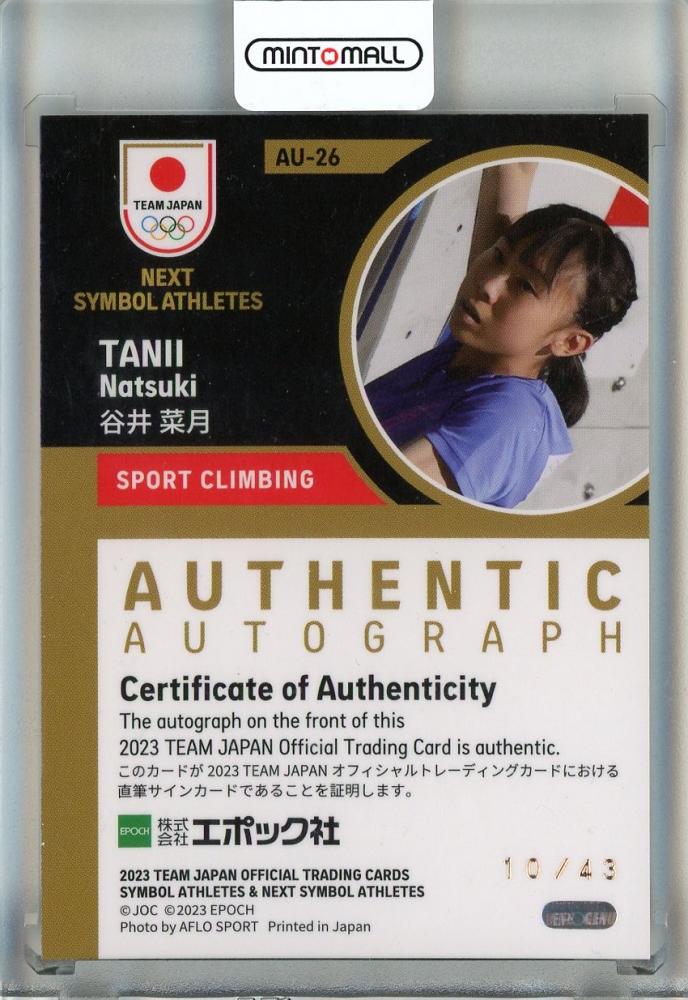 MINT MALL
AU-26
TEAM JAPAN
NEXT
SYMBOL ATHLETES
TANII
Natsuki
谷井 菜月
SPORT CLIMBING
AUTHENTIC
AUTOGRAPH
Certificate of Authenticity
The autograph on the front of this
2023 TEAM JAPAN Official Trading Card is authentic.
このカードが 2023 TEAM JAPAN オフィシャルトレーディングカードにおける
直筆サインカードであることを証明します。
EPOCH 株式会社エポック社
10/43
2023 TEAM JAPAN OFFICIAL TRADING CARDS
SYMBOL ATHLETES & NEXT SYMBOL ATHLETES
©JOC ©2023 EPOCH
Photo by AFLO SPORT Printed in Japan